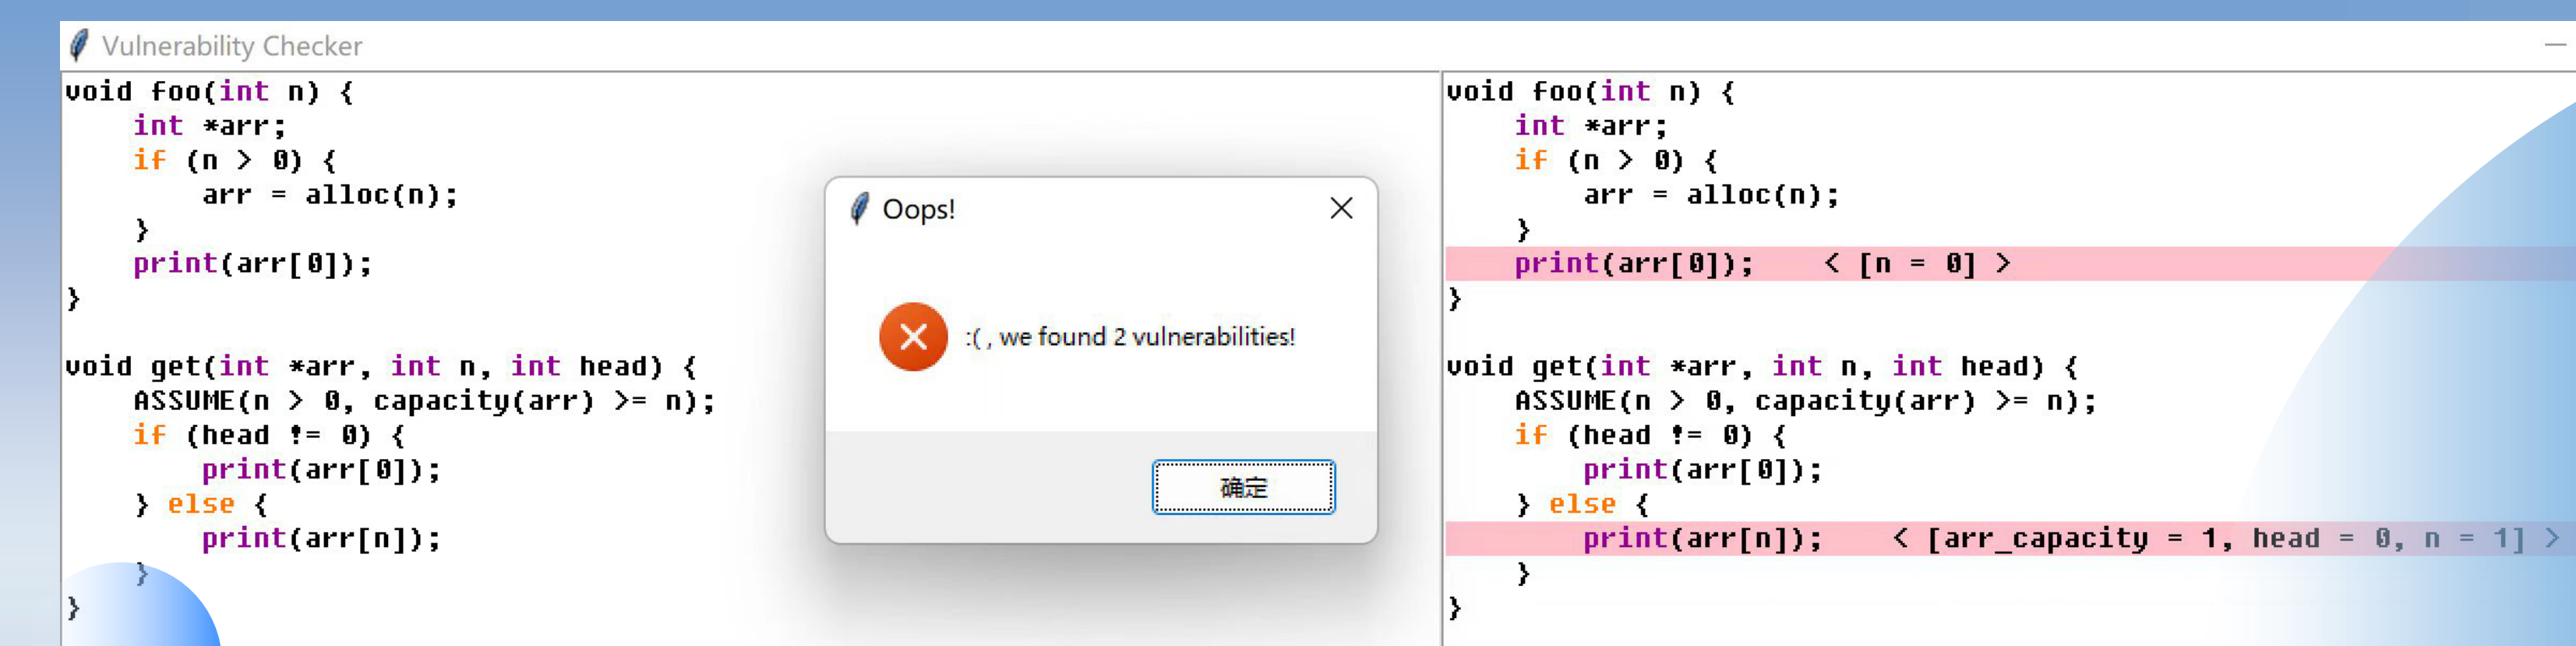 Vulnerability Checker
void foo(int n) {
    int *arr;
    if (n > 0) {
        arr = alloc(n);
    }
    print(arr[0]);
}
void get(int *arr, int n, int head) {
    ASSUME(n > 0, capacity(arr) >= n);
    if (head != 0) {
        print(arr[0]);
    } else {
        print(arr[n]);
    }
}
Oops!
:( , we found 2 vulnerabilities!
确定
void foo(int n) {
    int *arr;
    if (n > 0) {
        arr = alloc(n);
    }
    print(arr[0]);    < [n = 0] >
}
void get(int *arr, int n, int head) {
    ASSUME(n > 0, capacity(arr) >= n);
    if (head != 0) {
        print(arr[0]);
    } else {
        print(arr[n]);    < [arr_capacity = 1, head = 0, n = 1] >
    }
}